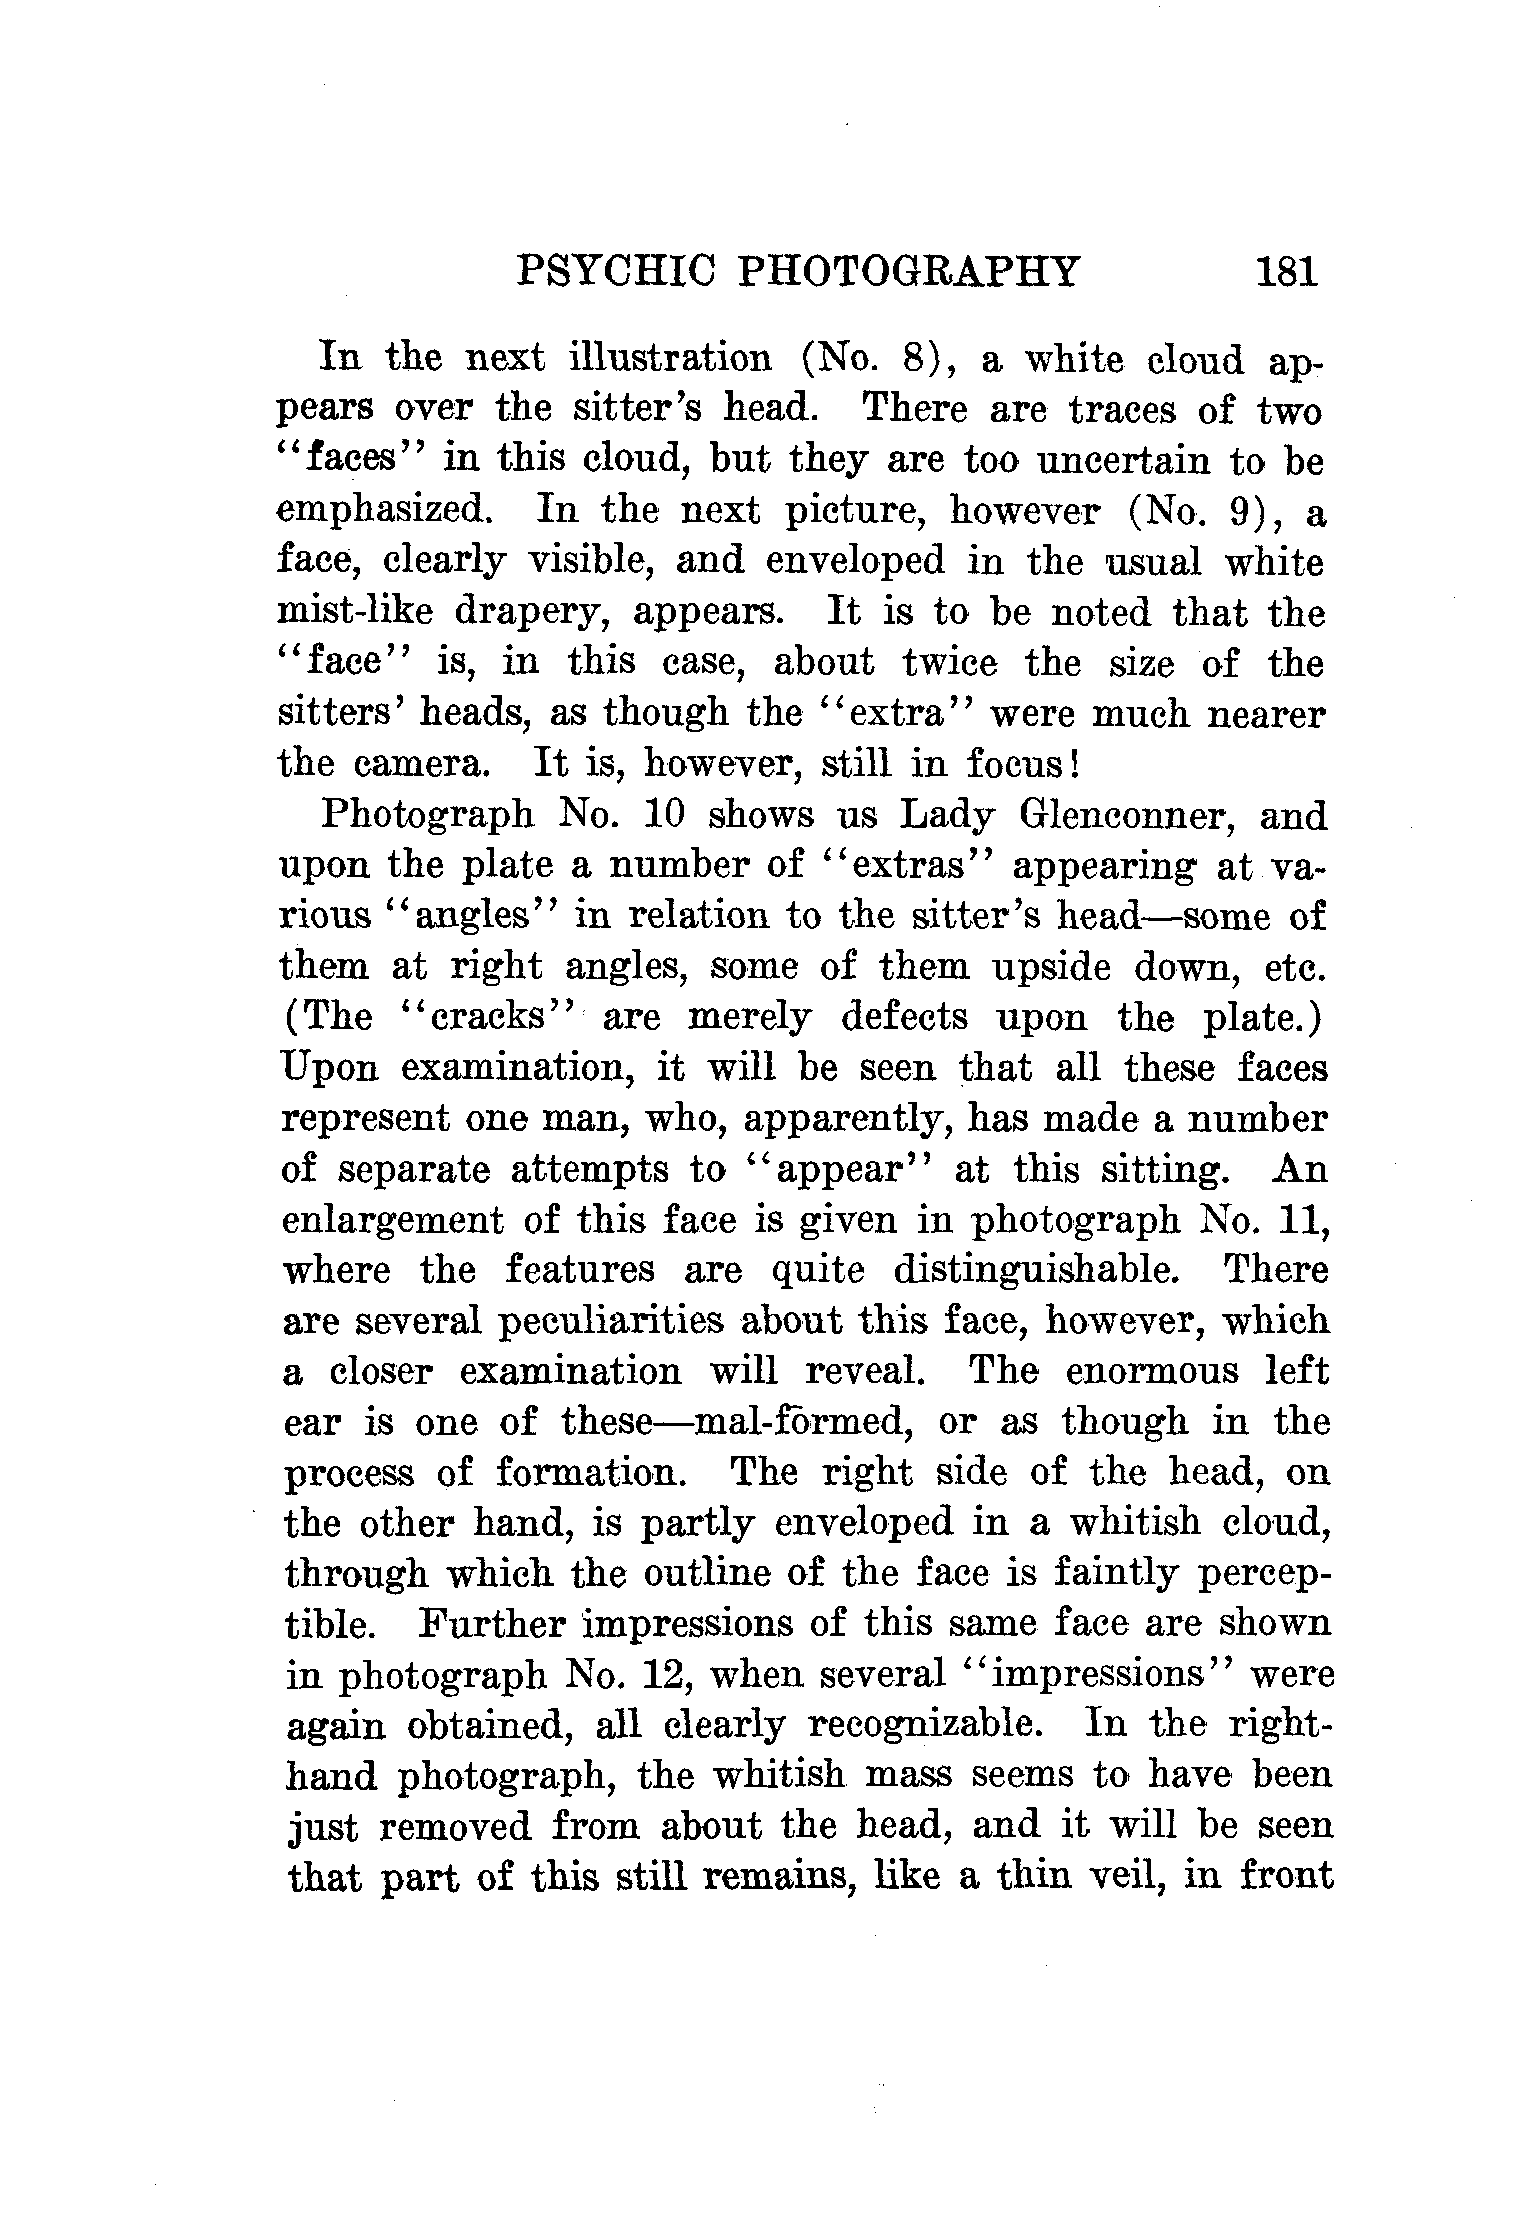 PSYCHIC PHOTOGRAPHY 181
In the next illustration (No. 8), a white cloud ap-
pears over the sitter's head. There are traces of two
"faces" in this cloud, but they are too uncertain to be
emphasized. In the next picture, however (No. 9), a
face, clearly visible, and enveloped in the usual white
mist-like drapery, appears. It is to be noted that the
"face" is, in this case, about twice the size of the
sitters' heads, as though the "extra" were much nearer
the camera. It is, however, still in focus!
Photograph No. 10 shows us Lady Glenconner, and
upon the plate a number of "extras" appearing at va-
rious "angles" in relation to the sitter's head—some of
them at right angles, some of them upside down, etc.
(The "cracks" are merely defects upon the plate.)
Upon examination, it will be seen that all these faces
represent one man, who, apparently, has made a number
of separate attempts to "appear" at this sitting. An
enlargement of this face is given in photograph No. 11,
where the features are quite distinguishable. There
are several peculiarities about this face, however, which
a closer examination will reveal. The enormous left
ear is one of these—mal-formed, or as though in the
process of formation. The right side of the head, on
the other hand, is partly enveloped in a whitish cloud,
through which the outline of the face is faintly percep-
tible. Further impressions of this same face are shown
in photograph No. 12, when several "impressions" were
again obtained, all clearly recognizable. In the right-
hand photograph, the whitish mass seems to have been
just removed from about the head, and it will be seen
that part of this still remains, like a thin veil, in front